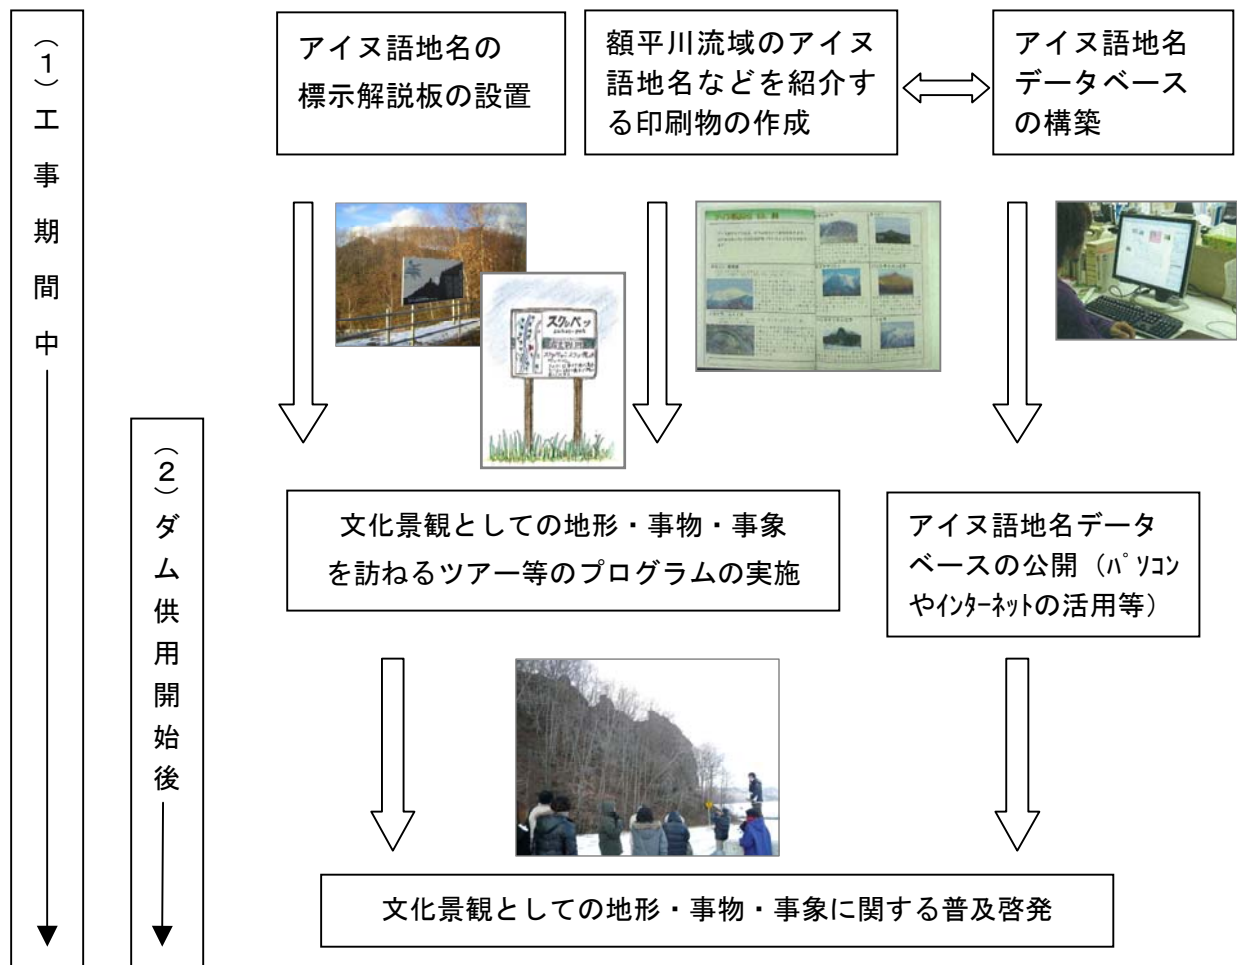 （１）工事期間中
（２）ダム供用開始後
アイヌ語地名の
標示解説板の設置
額平川流域のアイヌ
語地名などを紹介す
る印刷物の作成
アイヌ語地名
データベース
の構築
スクㇽペッ
文化景観としての地形・事物・事象
を訪ねるツアー等のプログラムの実施
アイヌ語地名データ
ベースの公開（ﾊﾟｿｺﾝ
やｲﾝﾀｰﾈｯﾄの活用等）
文化景観としての地形・事物・事象に関する普及啓発